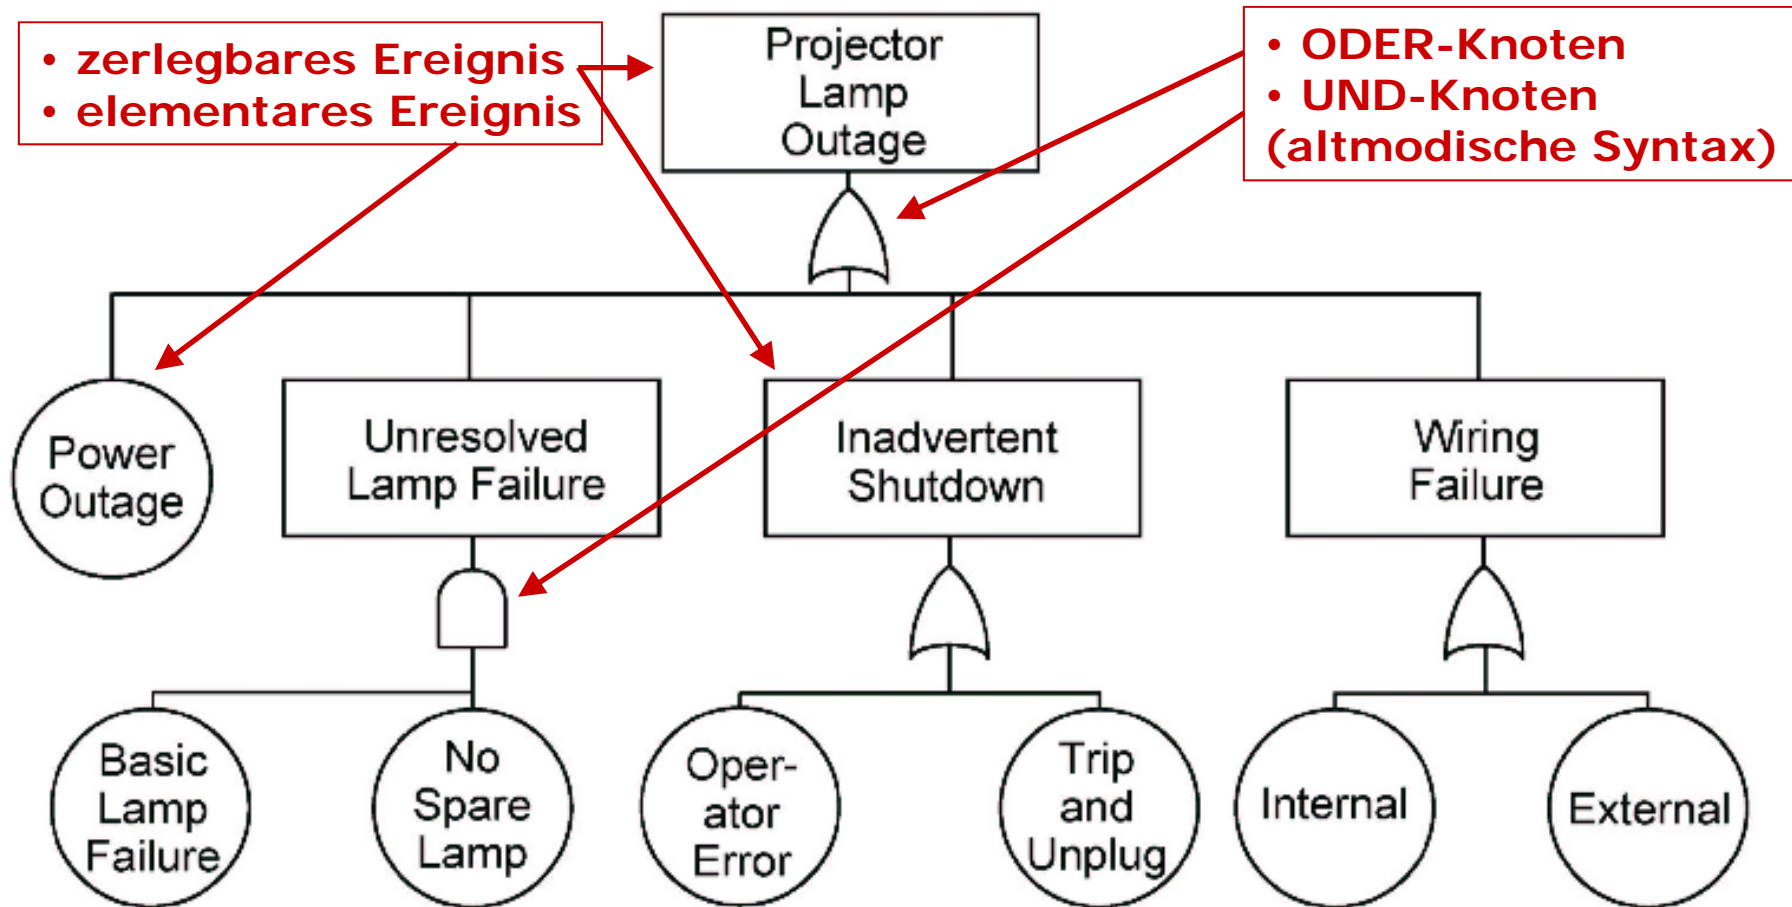 • zerlegbares Ereignis
• elementares Ereignis
Projector
Lamp
Outage
• ODER-Knoten
• UND-Knoten
(altmodische Syntax)
Power
Outage
Unresolved
Lamp Failure
Inadvertent
Shutdown
Wiring
Failure
Basic
Lamp
Failure
No
Spare
Lamp
Oper-
ator
Error
Trip
and
Unplug
Internal
External